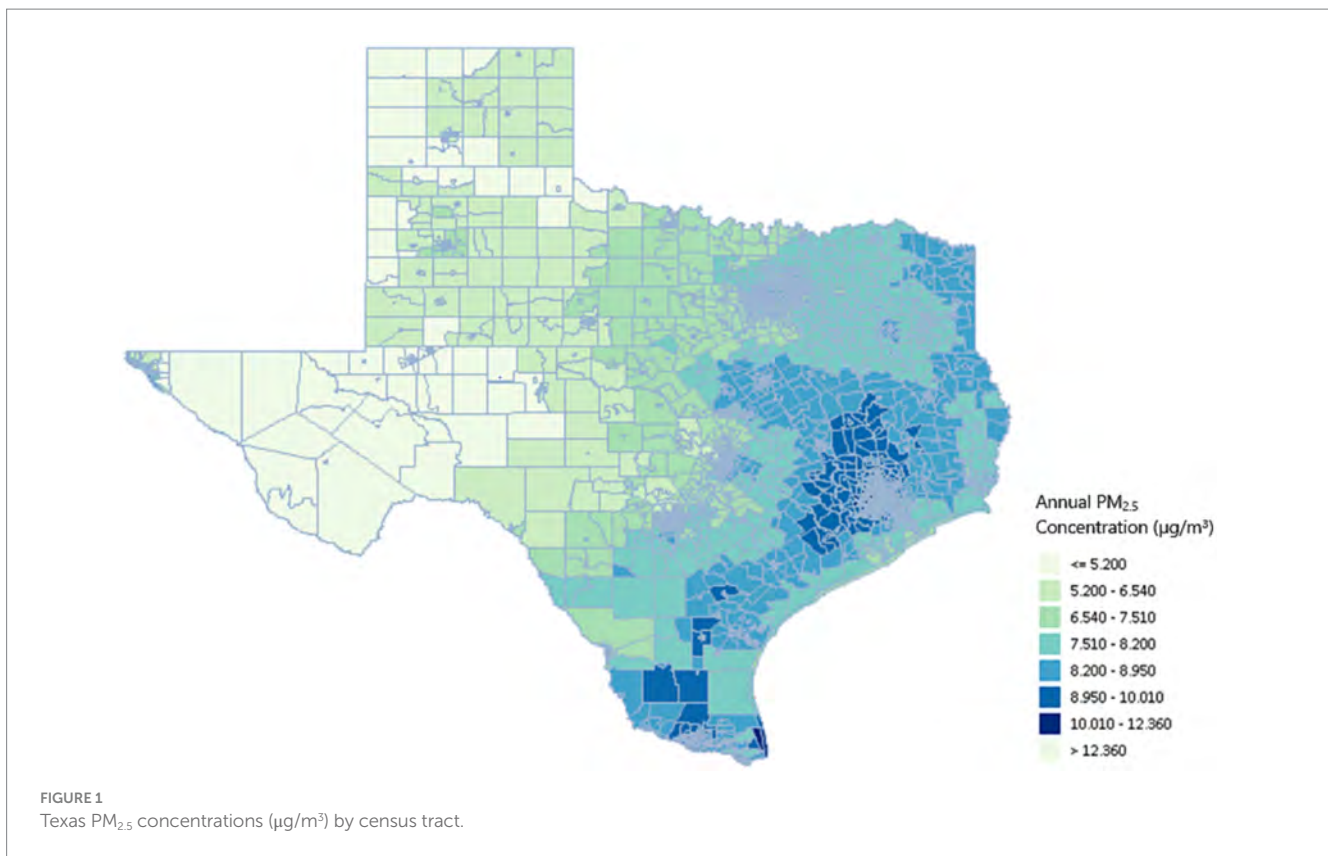 Annual PM₂.₅
Concentration (µg/m³)
<= 5.200
5.200 - 6.540
6.540 - 7.510
7.510 - 8.200
8.200 - 8.950
8.950 - 10.010
10.010 - 12.360
> 12.360
FIGURE 1
Texas PM₂.₅ concentrations (µg/m³) by census tract.